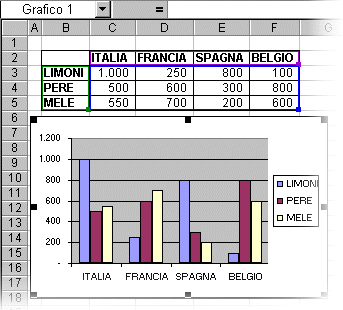 Grafico 1 =
A B C D E F G
1
2 ITALIA FRANCIA SPAGNA BELGIO
3 LIMONI 1.000 250 800 100
4 PERE 500 600 300 800
5 MELE 550 700 200 600
6
7
8
9
10
11
12
13
14
15
16
17
18
1.200
1.000
800
600
400
200
-
ITALIA FRANCIA SPAGNA BELGIO
LIMONI
PERE
MELE